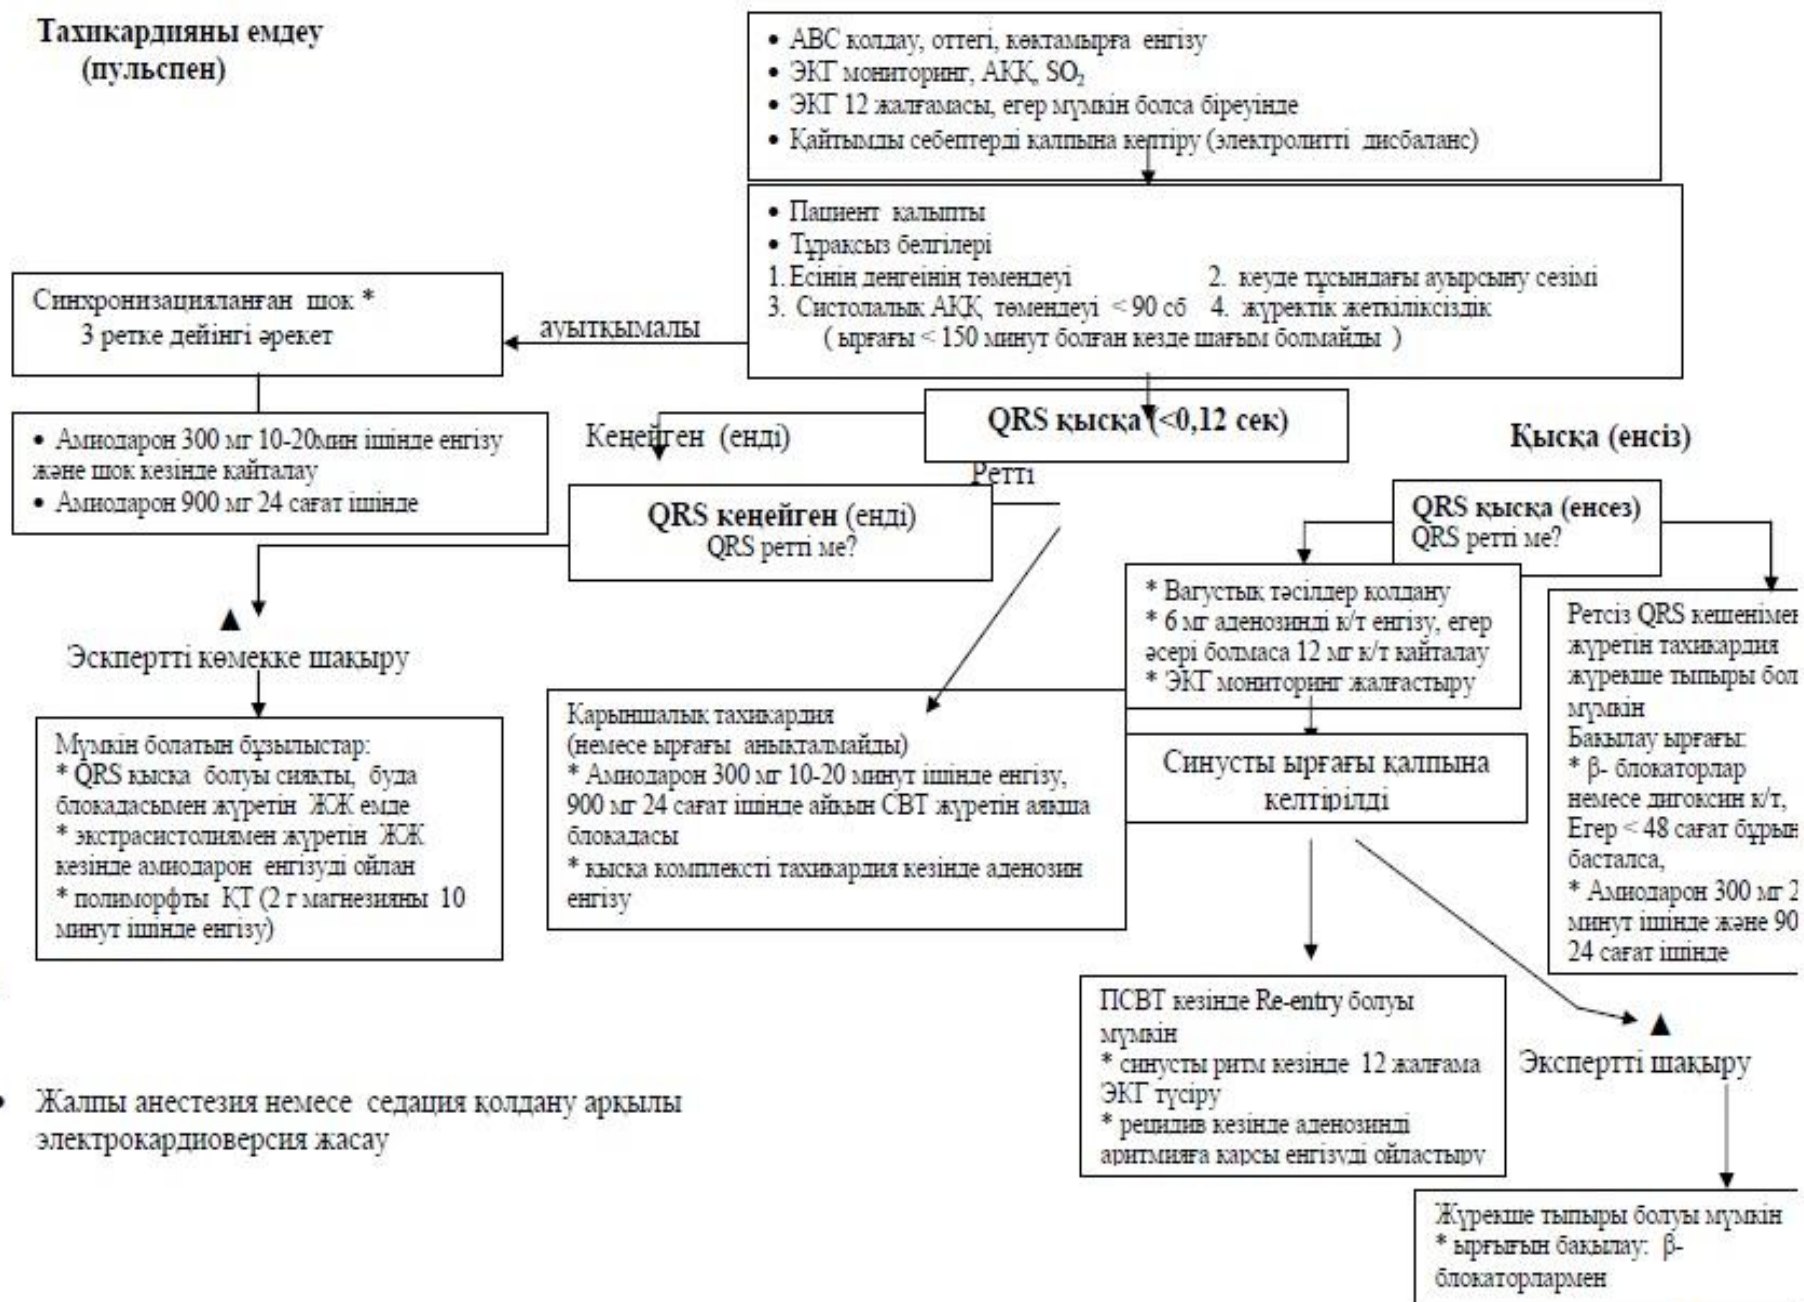 Тахикардияны емдеу
(пульспен)
• АВС қолдау, оттегі, көктамырға енгізу
• ЭКГ мониторинг, АҚҚ, SO₂
• ЭКГ 12 жалғамасы, егер мүмкін болса біреуінде
• Қайтымды себептерді қалпына келтіру (электролитті дисбаланс)
• Пациент қалыпты
• Тұрақсыз белгілері
1. Есінің деңгеінің төмендеуі 2. кеуде тұсындағы ауырсыну сезімі
3. Систолалық АҚҚ төмендеуі < 90 сб 4. жүректік жеткіліксіздік
( ырғағы < 150 минут болған кезде шағым болмайды )
ауытқымалы
Синхронизацияланған шок *
3 ретке дейінгі әрекет
• Амиодарон 300 мг 10-20мин ішінде енгізу
және шок кезінде қайталау
• Амиодарон 900 мг 24 сағат ішінде
Кеңейген (енді)
QRS қысқа (<0,12 сек)
Қысқа (енсіз)
Ретті
QRS кеңейген (енді)
QRS ретті ме?
QRS қысқа (енсез)
QRS ретті ме?
▲
Эскпертті көмекке шақыру
Мүмкін болатын бұзылыстар:
* QRS қысқа болуы сияқты, буда
блокадасымен жүретін ЖЖ емде
* экстрасистолиямен жүретін ЖЖ
кезінде амиодарон енгізуді ойлан
* полиморфты ҚТ (2 г магнезияны 10
минут ішінде енгізу)
Қарыншалық тахикардия
(немесе ырғағы анықталмайды)
* Амиодарон 300 мг 10-20 минут ішінде енгізу,
900 мг 24 сағат ішінде айқын СВТ жүретін аяқша
блокадасы
* қысқа комплексті тахикардия кезінде аденозин
енгізу
* Вагустық тәсілдер қолдану
* 6 мг аденозинді к/т енгізу, егер
әсері болмаса 12 мг к/т қайталау
* ЭКГ мониторинг жалғастыру
Синусты ырғағы қалпына
келтірілді
Ретсіз QRS кешенімен
жүретін тахикардия
жүрекше тыпыры бол
мүмкін
Бақылау ырғағы:
* β- блокаторлар
немесе дигоксин к/т,
Егер < 48 сағат бұрын
басталса,
* Амиодарон 300 мг 2
минут ішінде және 90
24 сағат ішінде
ПСВТ кезінде Re-entry болуы
мүмкін
* синусты ритм кезінде 12 жалғама
ЭКГ түсіру
* рецидив кезінде аденозинді
аритмияға қарсы енгізуді ойластыру
▲
Экспертті шақыру
Жүрекше тыпыры болуы мүмкін
* ырғығын бақылау: β-
блокаторлармен
• Жалпы анестезия немесе седация қолдану арқылы
электрокардиоверсия жасау